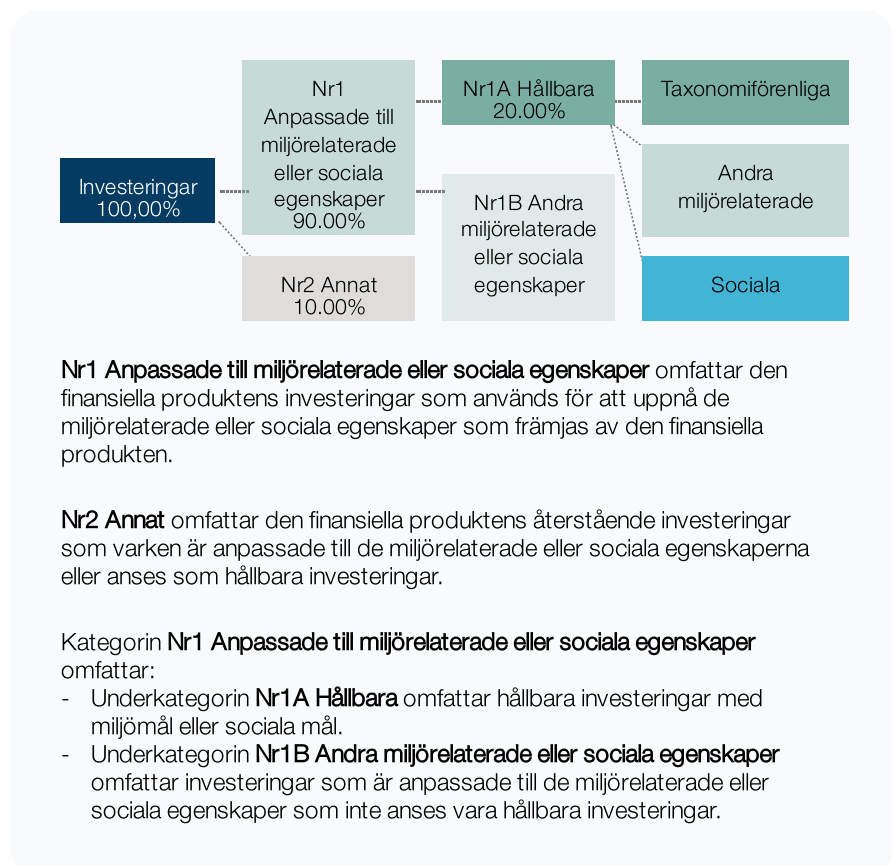 Investeringar
100,00%
Nr1
Anpassade till
miljörelaterade
eller sociala
egenskaper
90.00%
Nr2 Annat
10.00%
Nr1A Hållbara
20.00%
Nr1B Andra
miljörelaterade
eller sociala
egenskaper
Taxonomiförenliga
Andra
miljörelaterade
Sociala
Nr1 Anpassade till miljörelaterade eller sociala egenskaper omfattar den
finansiella produktens investeringar som används för att uppnå de
miljörelaterade eller sociala egenskaper som främjas av den finansiella
produkten.
Nr2 Annat omfattar den finansiella produktens återstående investeringar
som varken är anpassade till de miljörelaterade eller sociala egenskaperna
eller anses som hållbara investeringar.
Kategorin Nr1 Anpassade till miljörelaterade eller sociala egenskaper
omfattar:
- Underkategorin Nr1A Hållbara omfattar hållbara investeringar med
miljömål eller sociala mål.
- Underkategorin Nr1B Andra miljörelaterade eller sociala egenskaper
omfattar investeringar som är anpassade till de miljörelaterade eller
sociala egenskaper som inte anses vara hållbara investeringar.